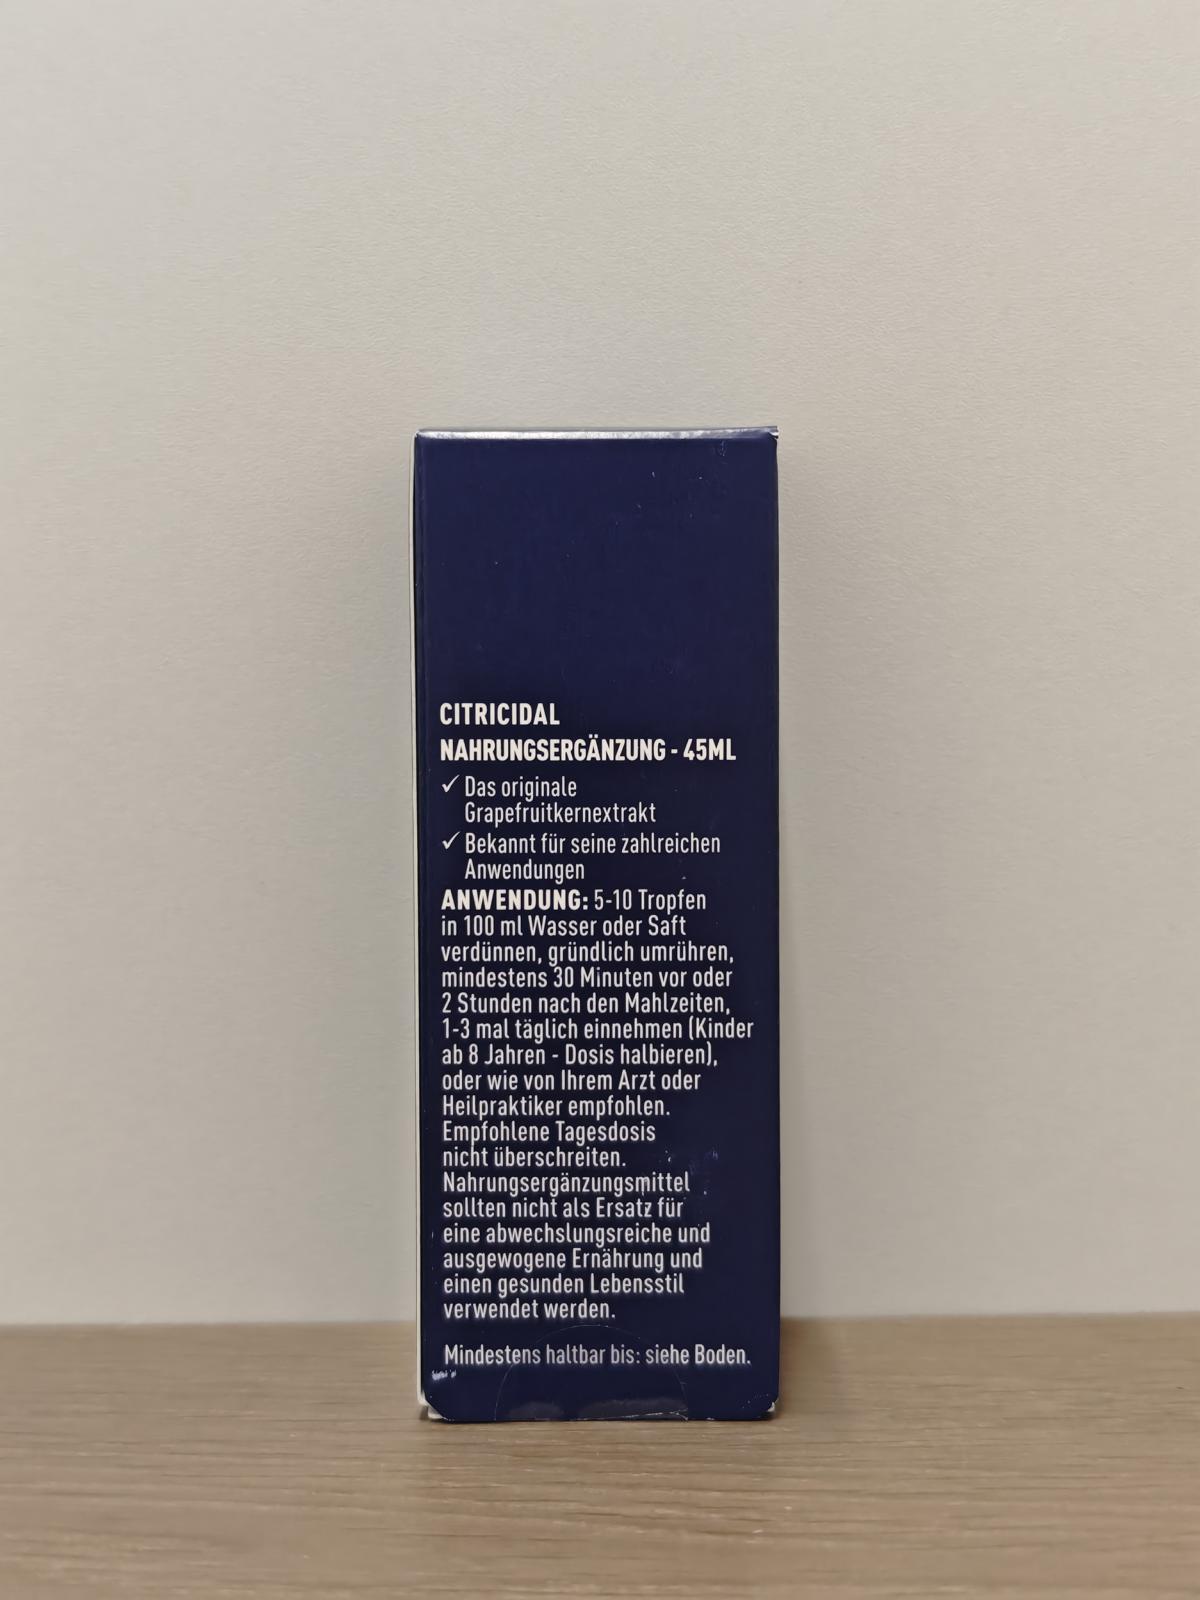 CITRICIDAL
NAHRUNGSERGÄNZUNG - 45ML
✓ Das originale
Grapefruitkernextrakt
✓ Bekannt für seine zahlreichen
Anwendungen
ANWENDUNG: 5-10 Tropfen
in 100 ml Wasser oder Saft
verdünnen, gründlich umrühren,
mindestens 30 Minuten vor oder
2 Stunden nach den Mahlzeiten,
1-3 mal täglich einnehmen (Kinder
ab 8 Jahren - Dosis halbieren),
oder wie von Ihrem Arzt oder
Heilpraktiker empfohlen.
Empfohlene Tagesdosis
nicht überschreiten.
Nahrungsergänzungsmittel
sollten nicht als Ersatz für
eine abwechslungsreiche und
ausgewogene Ernährung und
einen gesunden Lebensstil
verwendet werden.
Mindestens haltbar bis: siehe Boden.